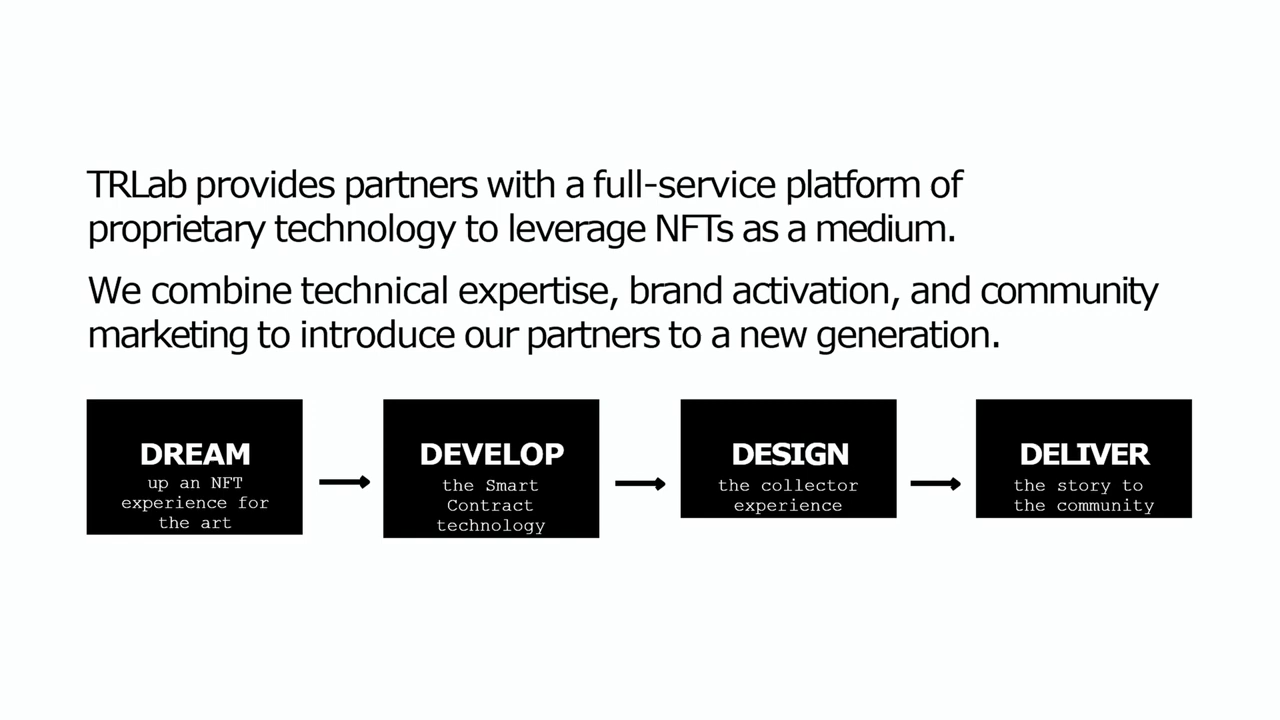 TRLab provides partners with a full-service platform of
proprietary technology to leverage NFTs as a medium.
We combine technical expertise, brand activation, and community
marketing to introduce our partners to a new generation.
DREAM
up an NFT
experience for
the art
DEVELOP
the Smart
Contract
technology
DESIGN
the collector
experience
DELIVER
the story to
the community